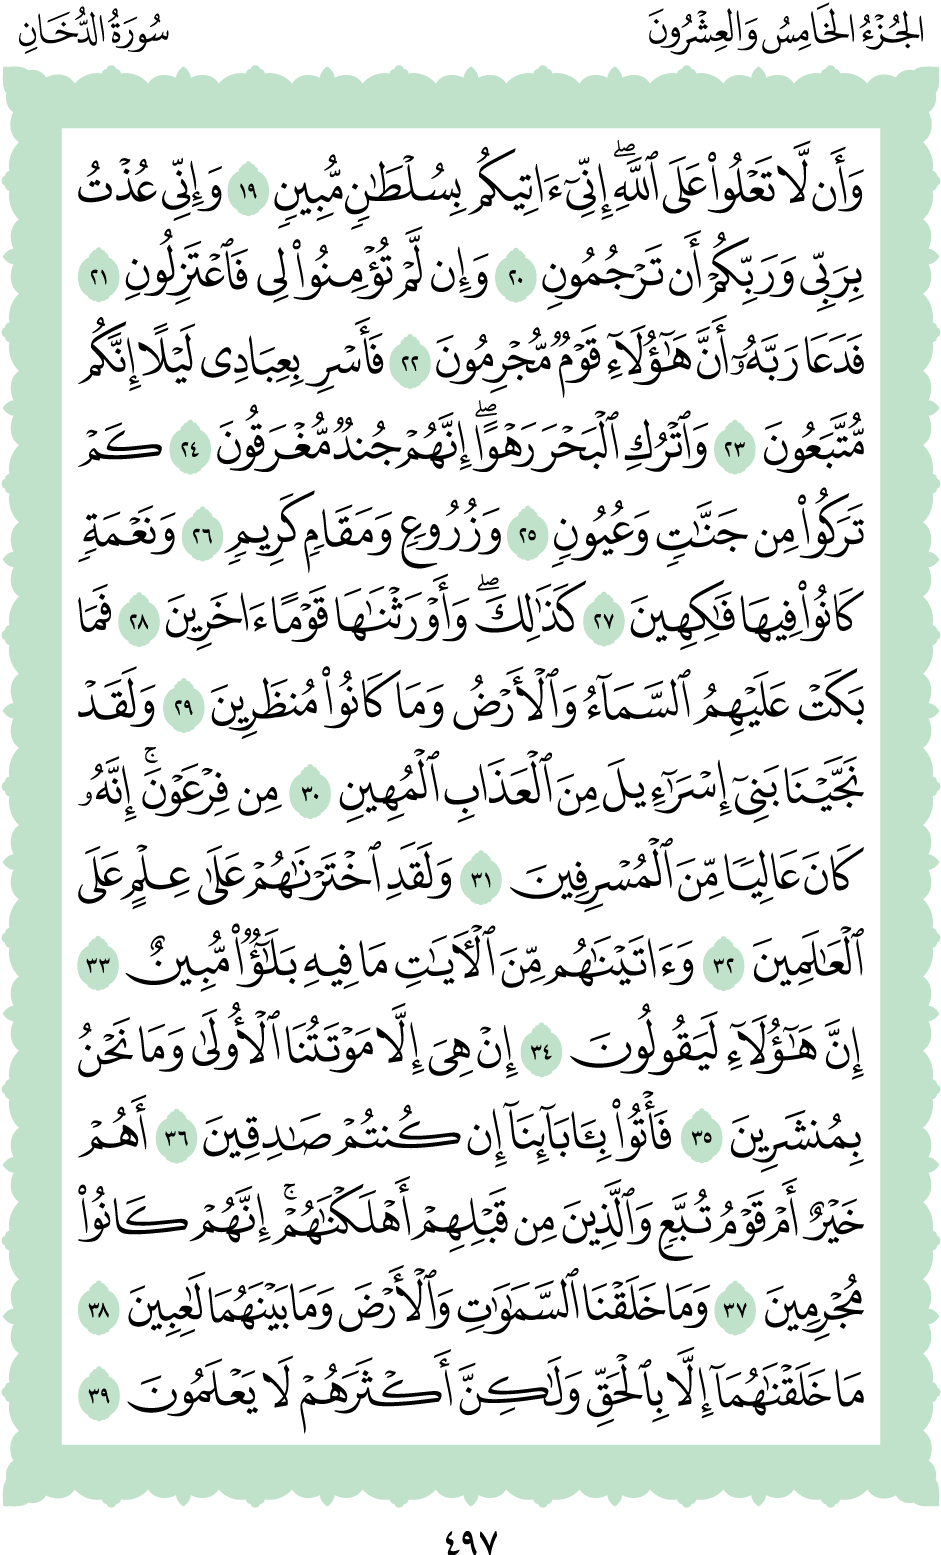 الجُزْءُ الخَامِسُ وَالعِشْرُونَ
سُورَةُ الدُّخَانِ
وَأَن لَّا تَعْلُوا۟ عَلَى ٱللَّهِۖ إِنِّىٓ ءَاتِيكُم بِسُلْطَٰنٍ مُّبِينٍ ١٩ وَإِنِّى عُذْتُ
بِرَبِّى وَرَبِّكُمْ أَن تَرْجُمُونِ ٢٠ وَإِن لَّمْ تُؤْمِنُوا۟ لِى فَٱعْتَزِلُونِ ٢١
فَدَعَا رَبَّهُۥٓ أَنَّ هَٰٓؤُلَآءِ قَوْمٌ مُّجْرِمُونَ ٢٢ فَأَسْرِ بِعِبَادِى لَيْلًا إِنَّكُم
مُّتَّبَعُونَ ٢٣ وَٱتْرُكِ ٱلْبَحْرَ رَهْوًاۖ إِنَّهُمْ جُندٌ مُّغْرَقُونَ ٢٤ كَمْ
تَرَكُوا۟ مِن جَنَّٰتٍ وَعُيُونٍ ٢٥ وَزُرُوعٍ وَمَقَامٍ كَرِيمٍ ٢٦ وَنَعْمَةٍ
كَانُوا۟ فِيهَا فَٰكِهِينَ ٢٧ كَذَٰلِكَۖ وَأَوْرَثْنَٰهَا قَوْمًا ءَاخَرِينَ ٢٨ فَمَا
بَكَتْ عَلَيْهِمُ ٱلسَّمَآءُ وَٱلْأَرْضُ وَمَا كَانُوا۟ مُنظَرِينَ ٢٩ وَلَقَدْ
نَجَّيْنَا بَنِىٓ إِسْرَٰٓءِيلَ مِنَ ٱلْعَذَابِ ٱلْمُهِينِ ٣٠ مِن فِرْعَوْنَۚ إِنَّهُۥ
كَانَ عَالِيًا مِّنَ ٱلْمُسْرِفِينَ ٣١ وَلَقَدِ ٱخْتَرْنَٰهُمْ عَلَىٰ عِلْمٍ عَلَى
ٱلْعَٰلَمِينَ ٣٢ وَءَاتَيْنَٰهُم مِّنَ ٱلْءَايَٰتِ مَا فِيهِ بَلَٰٓؤٌا۟ مُّبِينٌ ٣٣
إِنَّ هَٰٓؤُلَآءِ لَيَقُولُونَ ٣٤ إِنْ هِىَ إِلَّا مَوْتَتُنَا ٱلْأُولَىٰ وَمَا نَحْنُ
بِمُنشَرِينَ ٣٥ فَأْتُوا۟ بِـَٔابَآئِنَآ إِن كُنتُمْ صَٰدِقِينَ ٣٦ أَهُمْ
خَيْرٌ أَمْ قَوْمُ تُبَّعٍ وَٱلَّذِينَ مِن قَبْلِهِمْ أَهْلَكْنَٰهُمْۚ إِنَّهُمْ كَانُوا۟
مُجْرِمِينَ ٣٧ وَمَا خَلَقْنَا ٱلسَّمَٰوَٰتِ وَٱلْأَرْضَ وَمَا بَيْنَهُمَا لَٰعِبِينَ ٣٨
مَا خَلَقْنَٰهُمَآ إِلَّا بِٱلْحَقِّ وَلَٰكِنَّ أَكْثَرَهُمْ لَا يَعْلَمُونَ ٣٩
٤٩٧